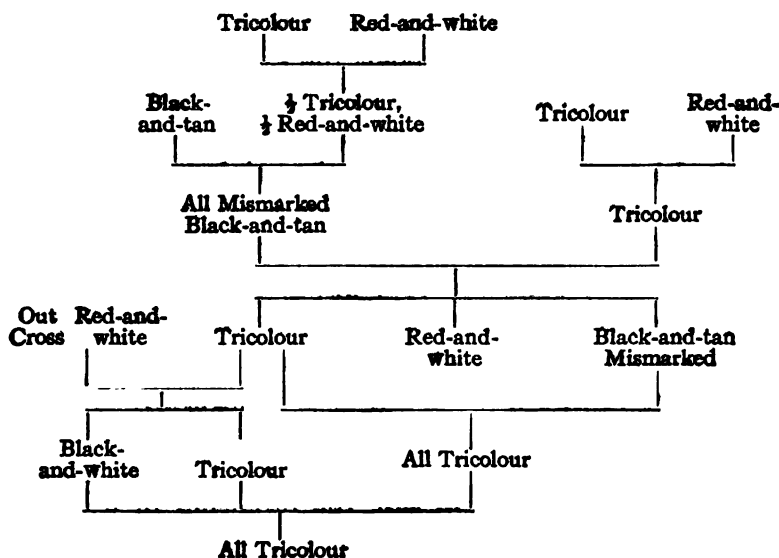 Tricolour Red-and-white
Black-and-tan
½ Tricolour,
½ Red-and-white
Tricolour
Red-and-white
All Mismarked
Black-and-tan
Tricolour
Out
Cross
Red-and-
white
Tricolour
Red-and-
white
Black-and-tan
Mismarked
Black-
and-white
Tricolour
All Tricolour
All Tricolour